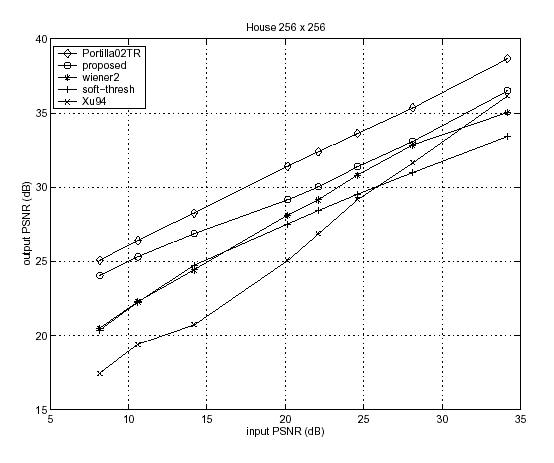 House 256 x 256
Portilla02TR
proposed
wiener2
soft-thresh
Xu94
output PSNR (dB)
40
35
30
25
20
15
5 10 15 20 25 30 35
input PSNR (dB)